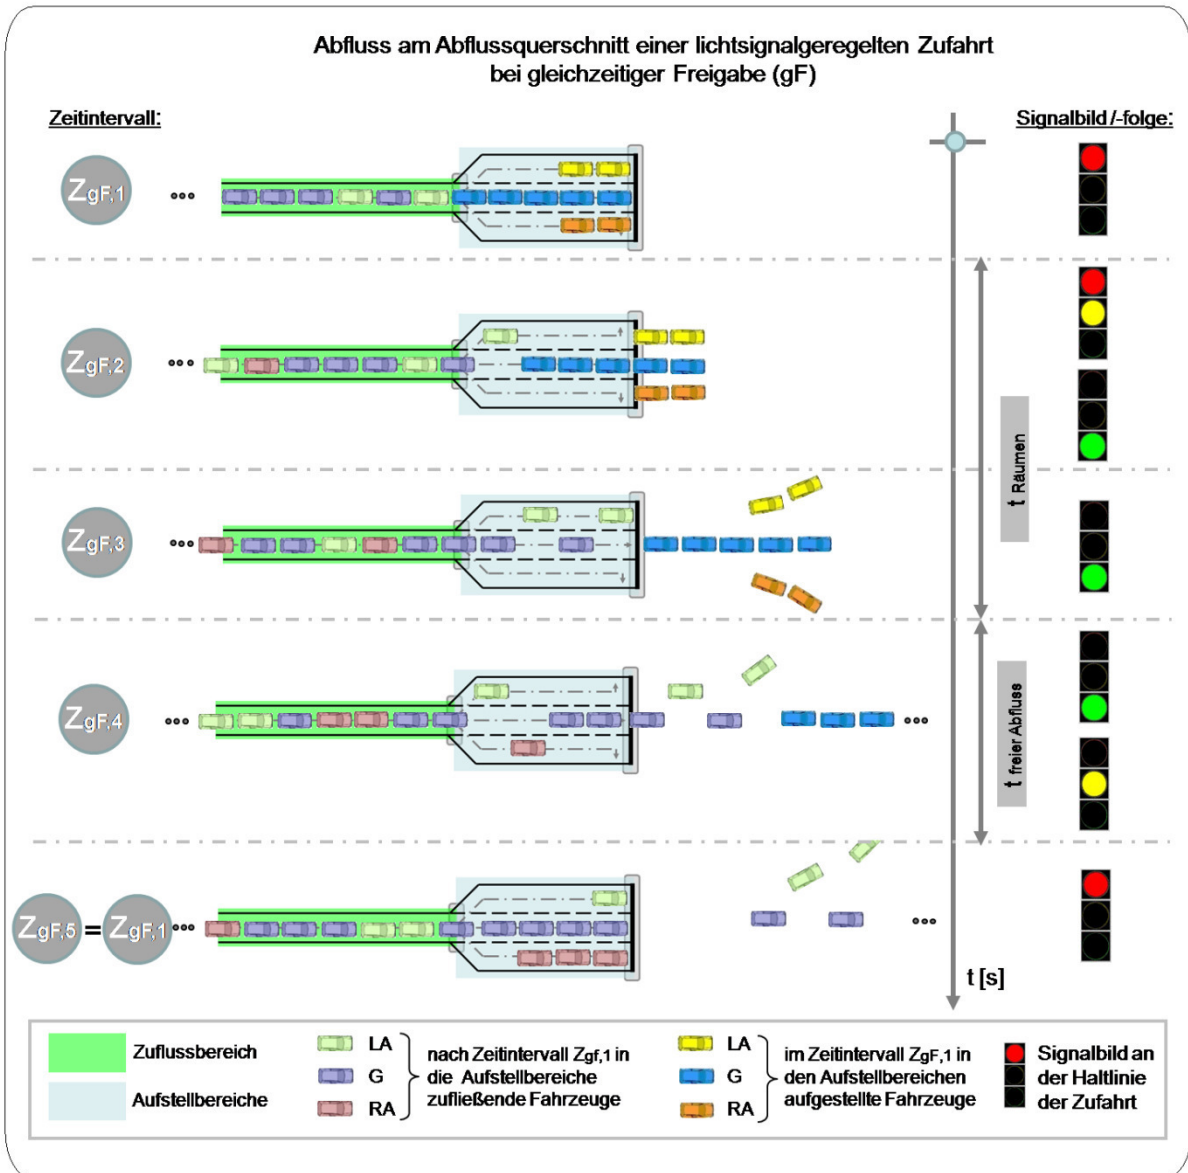 Abfluss am Abflussquerschnitt einer lichtsignalgeregelten Zufahrt
bei gleichzeitiger Freigabe (gF)
Zeitintervall:
Signalbild /-folge:
ZgF,1
ZgF,2
t Räumen
ZgF,3
ZgF,4
t freier Abfluss
ZgF,5 = ZgF,1
t [s]
Zuflussbereich
Aufstellbereiche
LA
G
RA
nach Zeitintervall Zgf,1 in
die Aufstellbereiche
zufließende Fahrzeuge
LA
G
RA
im Zeitintervall ZgF,1 in
den Aufstellbereichen
aufgestellte Fahrzeuge
Signalbild an
der Haltlinie
der Zufahrt